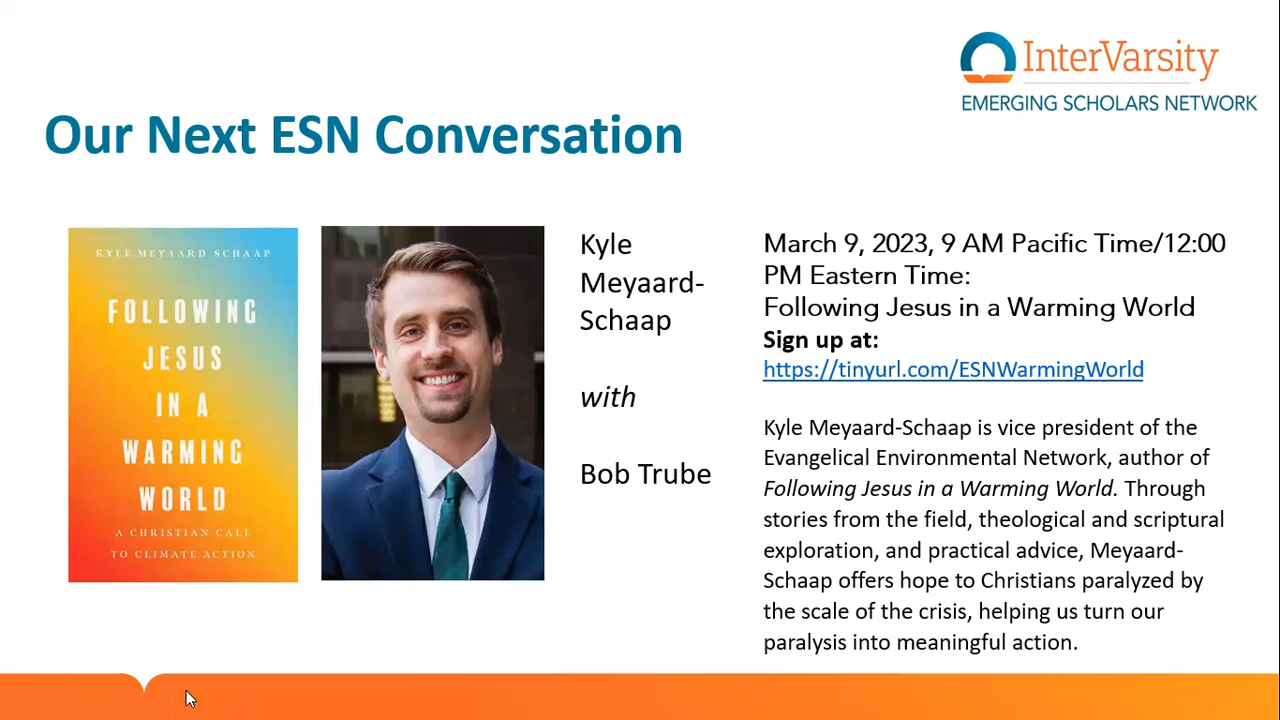 InterVarsity
EMERGING SCHOLARS NETWORK
Our Next ESN Conversation
KYLE MEYAARD-SCHAAP
FOLLOWING
JESUS
IN A
WARMING
WORLD
A CHRISTIAN CALL
TO CLIMATE ACTION
Kyle
Meyaard-
Schaap
with
Bob Trube
March 9, 2023, 9 AM Pacific Time/12:00
PM Eastern Time:
Following Jesus in a Warming World
Sign up at:
https://tinyurl.com/ESNWarmingWorld
Kyle Meyaard-Schaap is vice president of the
Evangelical Environmental Network, author of
Following Jesus in a Warming World. Through
stories from the field, theological and scriptural
exploration, and practical advice, Meyaard-
Schaap offers hope to Christians paralyzed by
the scale of the crisis, helping us turn our
paralysis into meaningful action.